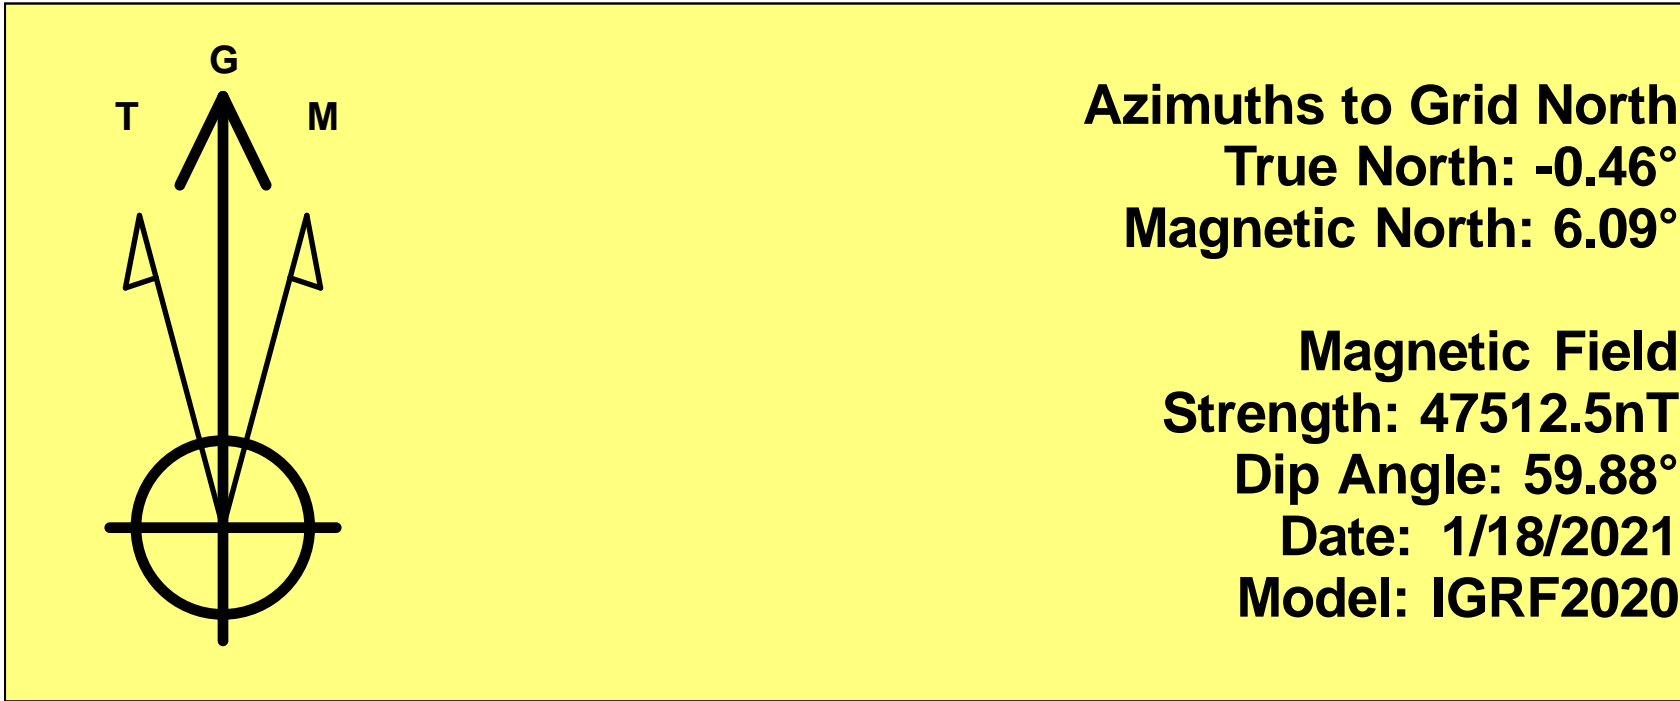 G
T
M
Azimuths to Grid North
True North: -0.46°
Magnetic North: 6.09°
Magnetic Field
Strength: 47512.5nT
Dip Angle: 59.88°
Date: 1/18/2021
Model: IGRF2020